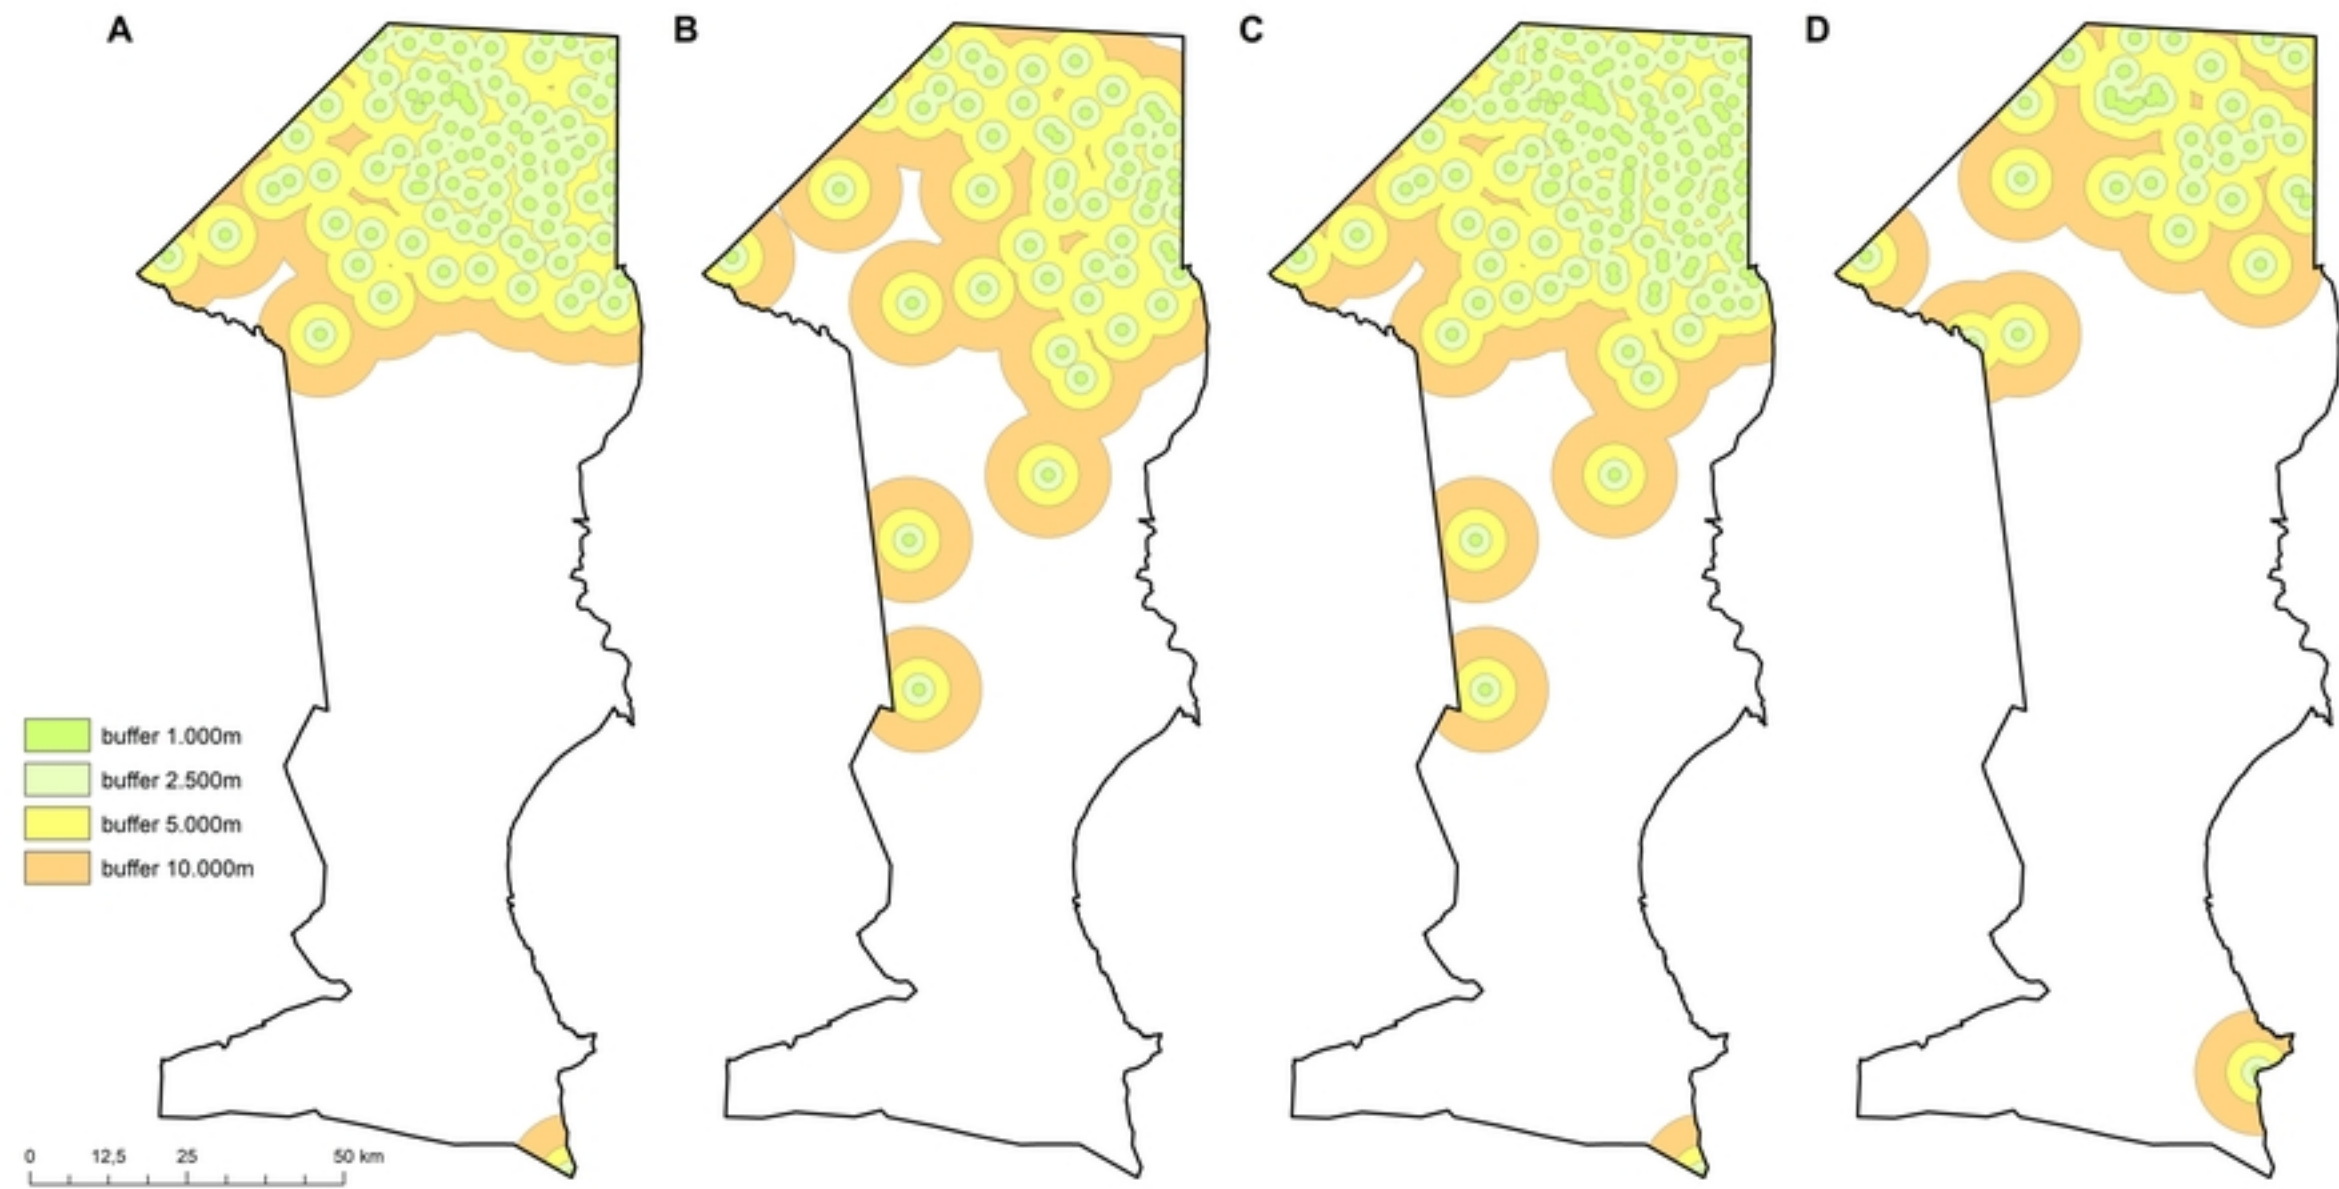 A B C D
buffer 1.000m
buffer 2.500m
buffer 5.000m
buffer 10.000m
0 12,5 25 50 km